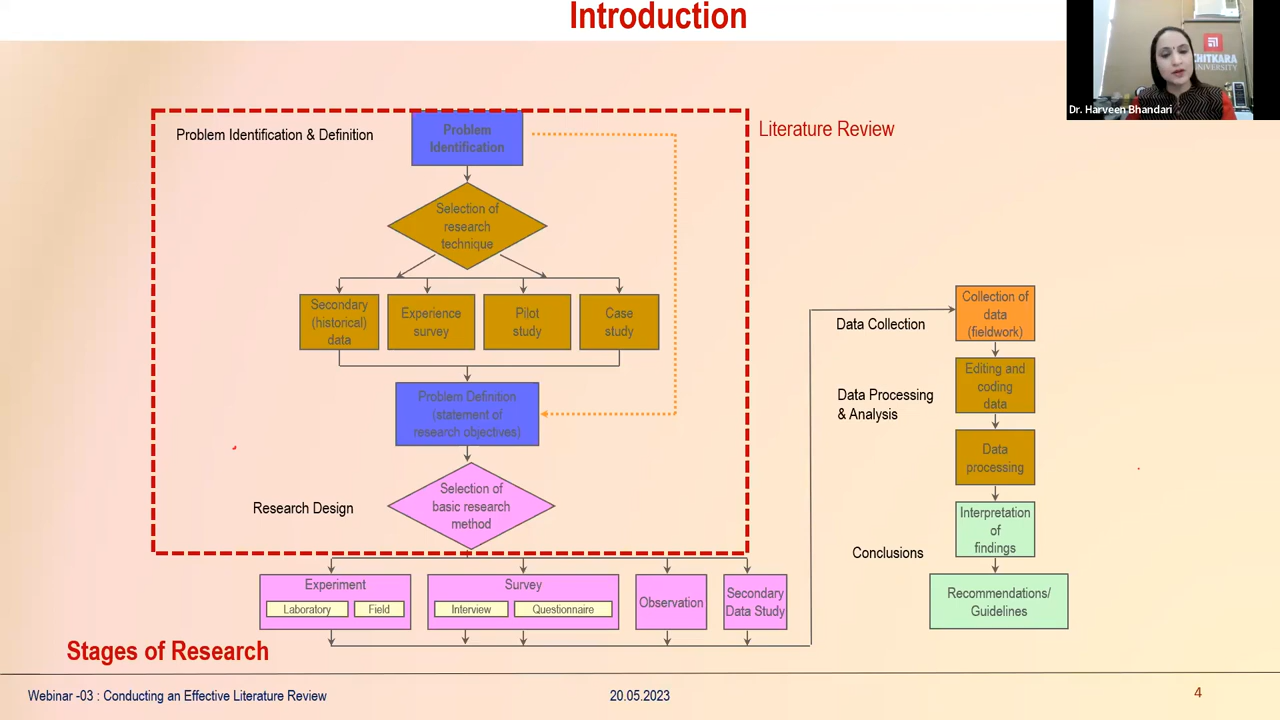 Introduction
CHITKARA
UNIVERSITY
Dr. Harveen Bhandari
Problem Identification & Definition
Problem
Identification
Literature Review
Selection of
research
technique
Secondary
(historical)
data
Experience
survey
Pilot
study
Case
study
Problem Definition
(statement of
research objectives)
Research Design
Selection of
basic research
method
Experiment
Laboratory
Field
Survey
Interview
Questionnaire
Observation
Secondary
Data Study
Data Collection
Collection of
data
(fieldwork)
Data Processing
& Analysis
Editing and
coding
data
Data
processing
Conclusions
Interpretation
of
findings
Recommendations/
Guidelines
Stages of Research
Webinar -03 : Conducting an Effective Literature Review
20.05.2023
4